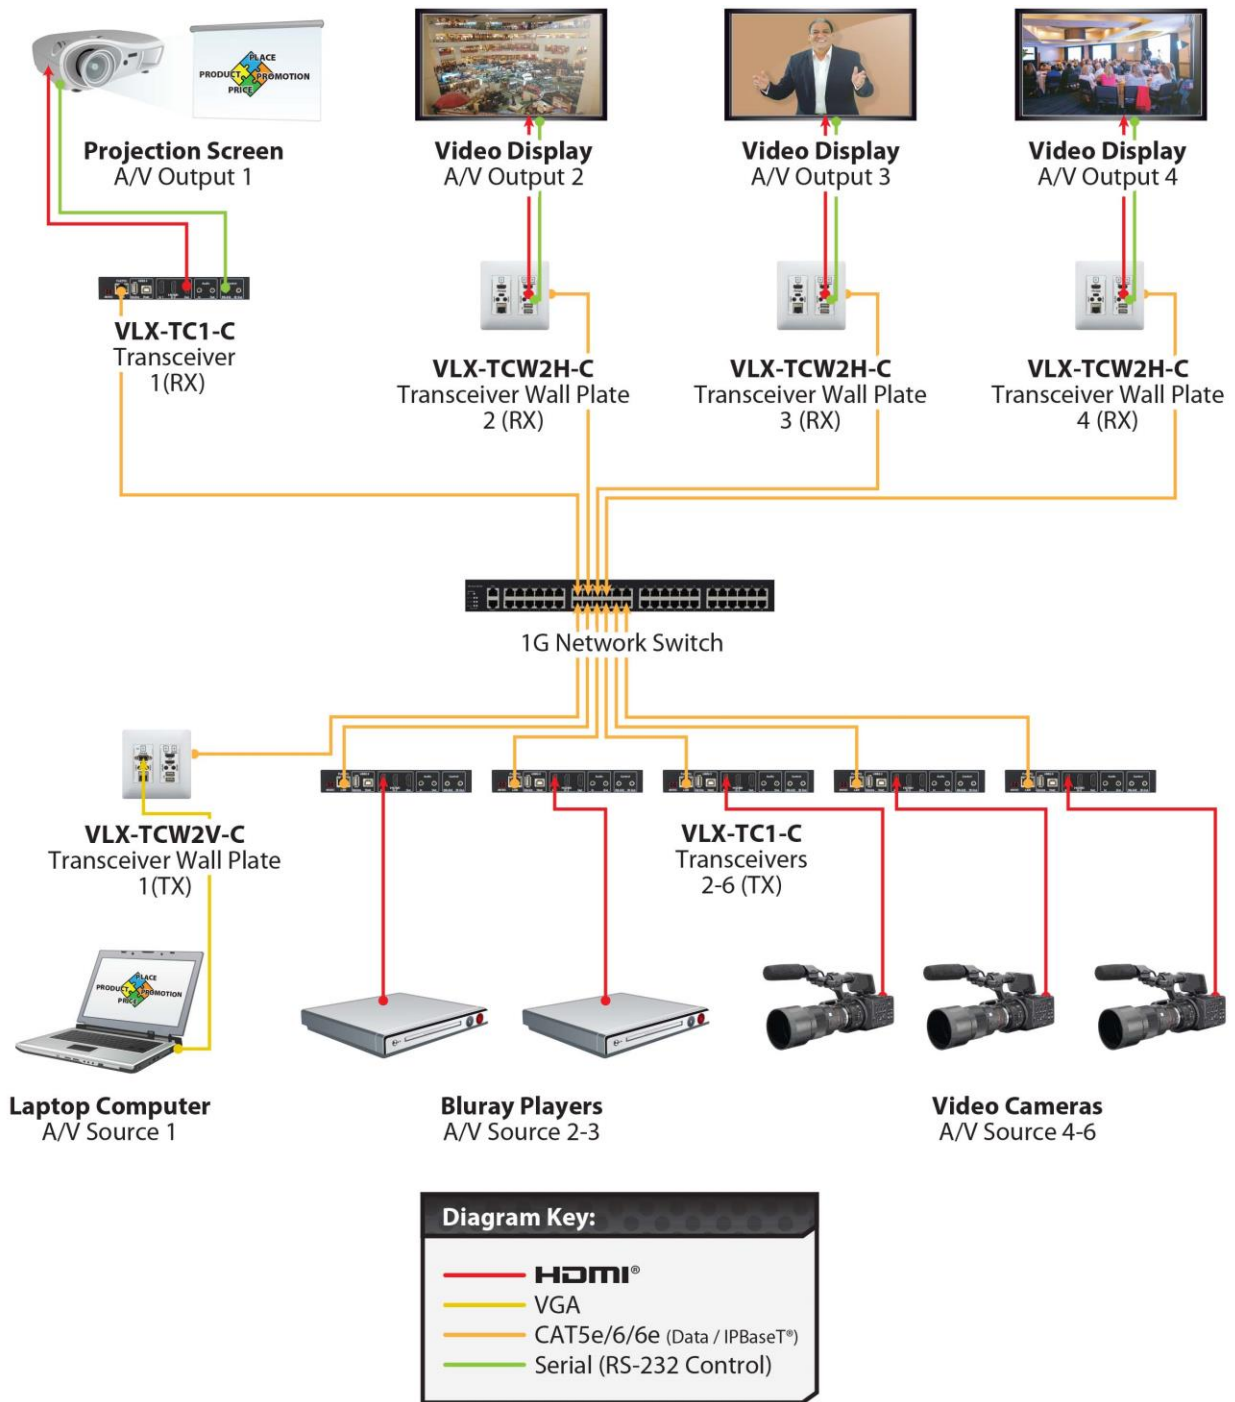 PLACE
PRODUCT PROMOTION
PRICE
Projection Screen
A/V Output 1
Video Display
A/V Output 2
Video Display
A/V Output 3
Video Display
A/V Output 4
VLX-TC1-C
Transceiver
1(RX)
VLX-TCW2H-C
Transceiver Wall Plate
2 (RX)
VLX-TCW2H-C
Transceiver Wall Plate
3 (RX)
VLX-TCW2H-C
Transceiver Wall Plate
4 (RX)
1G Network Switch
VLX-TCW2V-C
Transceiver Wall Plate
1(TX)
VLX-TC1-C
Transceivers
2-6 (TX)
PLACE
PRODUCT PROMOTION
PRICE
Laptop Computer
A/V Source 1
Bluray Players
A/V Source 2-3
Video Cameras
A/V Source 4-6
Diagram Key:
HDMI®
VGA
CAT5e/6/6e (Data / IPBaseT®)
Serial (RS-232 Control)